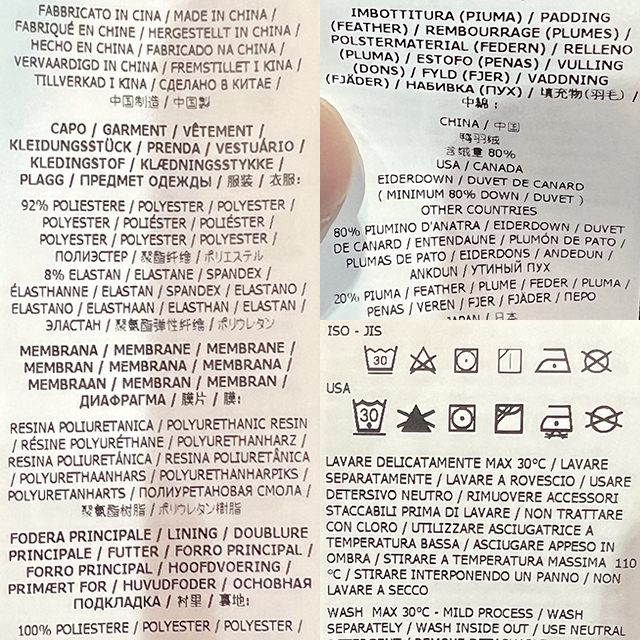 FABBRICATO IN CINA / MADE IN CHINA /
FABRIQUÉ EN CHINE / HERGESTELLT IN CHINA /
HECHO EN CHINA / FABRICADO NA CHINA /
VERVAARDIGD IN CHINA / FREMSTILLET I KINA /
TILLVERKAD I KINA / СДЕЛАНО В КИТАЕ /
中国制造 / 中国製
CAPO / GARMENT / VÊTEMENT /
KLEIDUNGSSTÜCK / PRENDA / VESTUÁRIO /
KLEDINGSTOF / KLÆDNINGSSTYKKE /
PLAGG / ПРЕДМЕТ ОДЕЖДЫ / 服装 / 衣服:
92% POLIESTERE / POLYESTER / POLYESTER /
POLYESTER / POLIÉSTER / POLIÉSTER /
POLYESTER / POLYESTER / POLYESTER /
ПОЛИЭСТЕР / 聚酯纤维 / ポリエステル
8% ELASTAN / ELASTANE / SPANDEX /
ÉLASTHANNE / ELASTAN / SPANDEX / ELASTANO /
ELASTANO / ELASTHAAN / ELASTHAN / ELASTAN /
ЭЛАСТАН / 聚氨酯弹性纤维 / ポリウレタン
MEMBRANA / MEMBRANE / MEMBRANE /
MEMBRAN / MEMBRANA / MEMBRANA /
MEMBRAAN / MEMBRAN / MEMBRAN /
ДИАФРАГМА / 膜片 / 膜:
RESINA POLIURETANICA / POLYURETHANIC RESIN
/ RÉSINE POLYURÉTHANE / POLYURETHANHARZ /
RESINA POLIURETÁNICA / RESINA POLIURETÂNICA
/ POLYURETHAANHARS / POLYURETHANHARPIKS /
POLYURETANHARTS / ПОЛИУРЕТАНОВАЯ СМОЛА /
聚氨酯树脂 / ポリウレタン樹脂
FODERA PRINCIPALE / LINING / DOUBLURE
PRINCIPALE / FUTTER / FORRO PRINCIPAL /
FORRO PRINCIPAL / HOOFDVOERING /
PRIMÆRT FOR / HUVUDFODER / ОСНОВНАЯ
ПОДКЛАДКА / 衬里 / 裏地:
100% POLIESTERE / POLYESTER / POLYESTER /
IMBOTTITURA (PIUMA) / PADDING
(FEATHER) / REMBOURRAGE (PLUMES) /
POLSTERMATERIAL (FEDERN) / RELLENO
(PLUMA) / ESTOFO (PENAS) / VULLING
(DONS) / FYLD (FJER) / VADDNING
(FJÄDER) / НАБИВКА (ПУХ) / 填充物(羽毛) /
中綿:
CHINA / 中国
鸭羽绒
含绒量 80%
USA / CANADA
EIDERDOWN / DUVET DE CANARD
( MINIMUM 80% DOWN / DUVET )
OTHER COUNTRIES
80% PIUMINO D'ANATRA / EIDERDOWN / DUVET
DE CANARD / ENTENDAUNE / PLUMÓN DE PATO /
PLUMAS DE PATO / EIDERDONS / ANDEDUN /
ANKDUN / УТИНЫЙ ПУХ
20% PIUMA / FEATHER / PLUME / FEDER / PLUMA /
PENAS / VEREN / FJER / FJÄDER / ПЕРО
JAPAN / 日本
ISO - JIS
30
USA
30
LAVARE DELICATAMENTE MAX 30°C / LAVARE
SEPARATAMENTE / LAVARE A ROVESCIO / USARE
DETERSIVO NEUTRO / RIMUOVERE ACCESSORI
STACCABILI PRIMA DI LAVARE / NON TRATTARE
CON CLORO / UTILIZZARE ASCIUGATRICE A
TEMPERATURA BASSA / ASCIUGARE APPESO IN
OMBRA / STIRARE A TEMPERATURA MASSIMA 110
°C / STIRARE INTERPONENDO UN PANNO / NON
LAVARE A SECCO
WASH MAX 30°C - MILD PROCESS / WASH
SEPARATELY / WASH INSIDE OUT / USE NEUTRAL